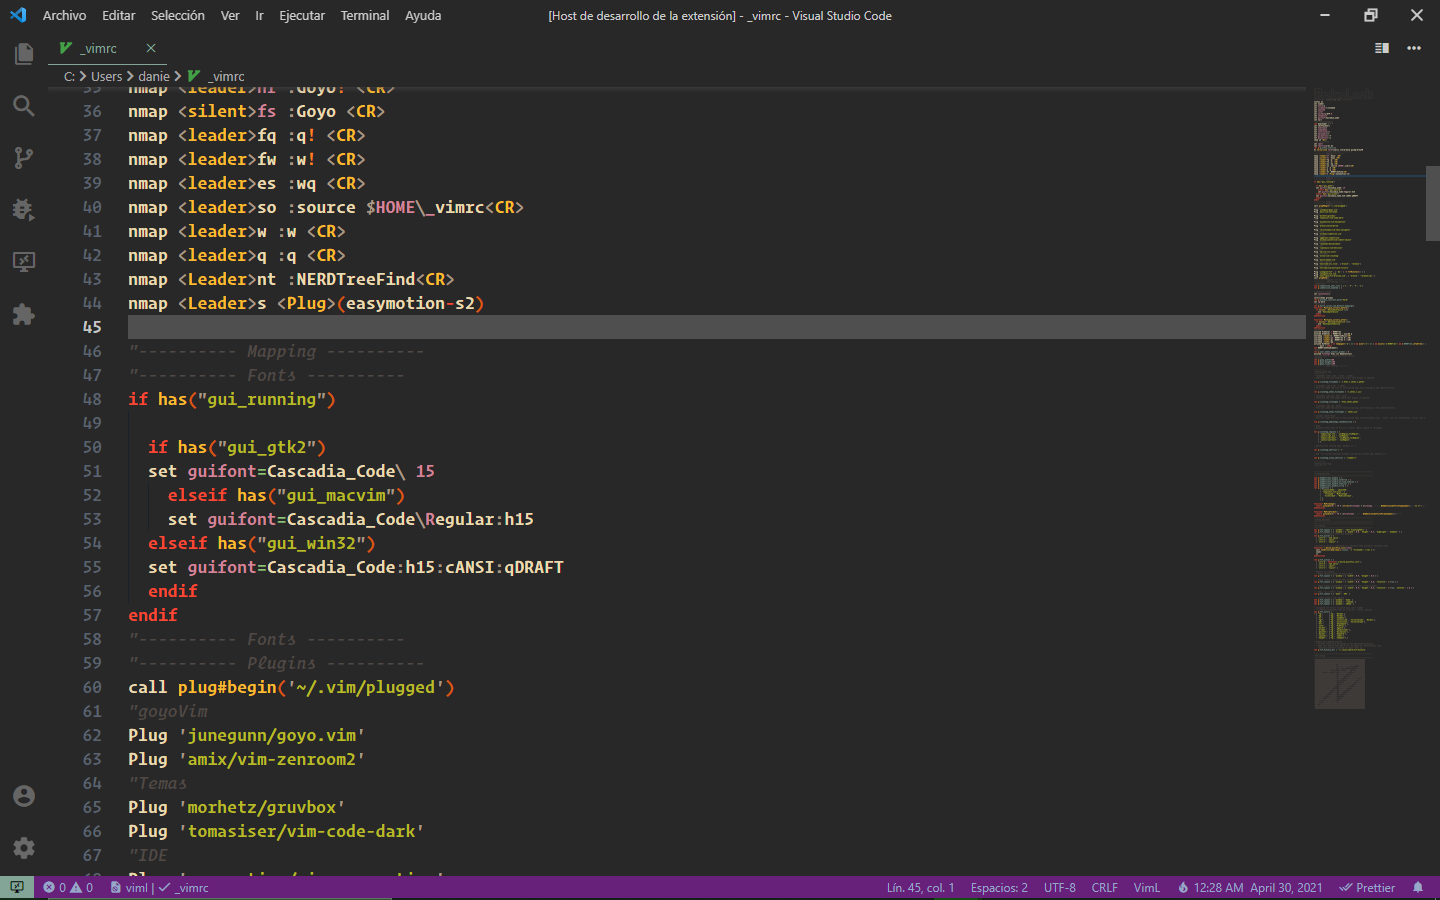 Archivo Editar Selección Ver Ir Ejecutar Terminal Ayuda [Host de desarrollo de la extensión] - _vimrc - Visual Studio Code
_vimrc
C: > Users > danie > _vimrc
35 nmap <leader>nf :Goyo! <CR>
36 nmap <silent>fs :Goyo <CR>
37 nmap <leader>fq :q! <CR>
38 nmap <leader>fw :w! <CR>
39 nmap <leader>es :wq <CR>
40 nmap <leader>so :source $HOME\_vimrc<CR>
41 nmap <leader>w :w <CR>
42 nmap <leader>q :q <CR>
43 nmap <Leader>nt :NERDTreeFind<CR>
44 nmap <Leader>s <Plug>(easymotion-s2)
45
46 "---------- Mapping ----------
47 "---------- Fonts ----------
48 if has("gui_running")
49
50 if has("gui_gtk2")
51 set guifont=Cascadia_Code\ 15
52 elseif has("gui_macvim")
53 set guifont=Cascadia_Code\Regular:h15
54 elseif has("gui_win32")
55 set guifont=Cascadia_Code:h15:cANSI:qDRAFT
56 endif
57 endif
58 "---------- Fonts ----------
59 "---------- Plugins ----------
60 call plug#begin('~/.vim/plugged')
61 "goyoVim
62 Plug 'junegunn/goyo.vim'
63 Plug 'amix/vim-zenroom2'
64 "Temas
65 Plug 'morhetz/gruvbox'
66 Plug 'tomasiser/vim-code-dark'
67 "IDE
0 0 viml | _vimrc Lín. 45, col. 1 Espacios: 2 UTF-8 CRLF VimL 12:28 AM April 30, 2021 Prettier